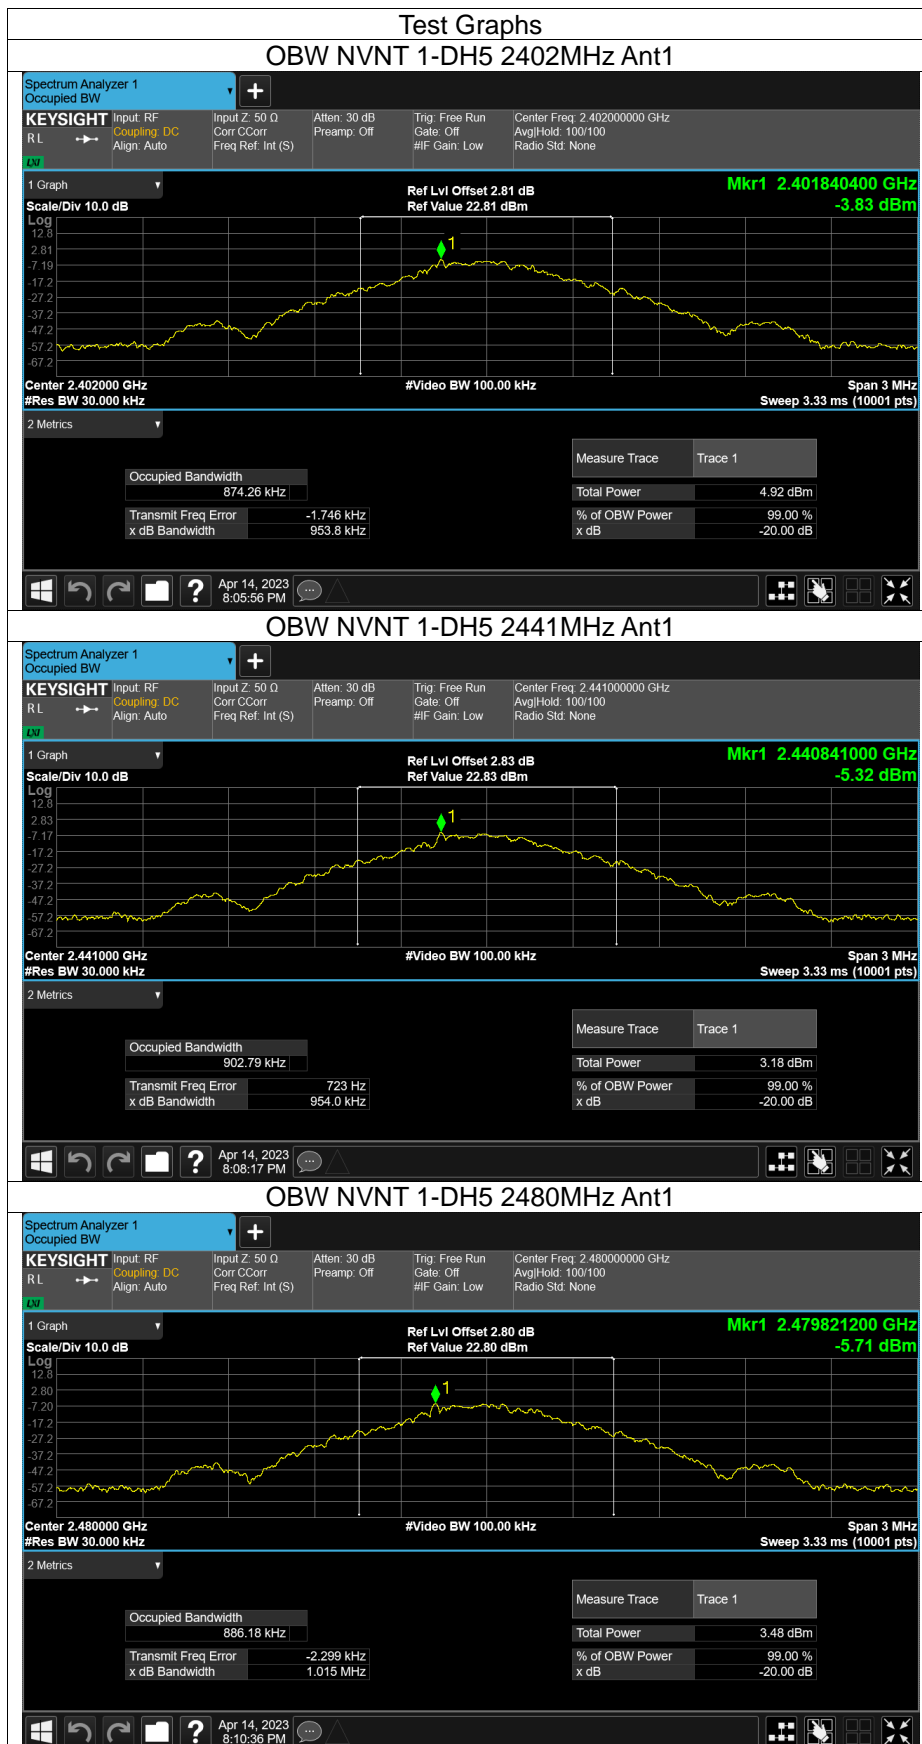 Test Graphs
OBW NVNT 1-DH5 2402MHz Ant1
Spectrum Analyzer 1
Occupied BW
+
KEYSIGHT Input: RF Input Z: 50 Ω Atten: 30 dB Trig: Free Run Center Freq: 2.402000000 GHz
R L Coupling: DC Corr CCorr Preamp: Off Gate: Off Avg|Hold: 100/100
Align: Auto Freq Ref: Int (S) #IF Gain: Low Radio Std: None
LXI
1 Graph Ref Lvl Offset 2.81 dB Mkr1 2.401840400 GHz
Scale/Div 10.0 dB Ref Value 22.81 dBm -3.83 dBm
Log
12.8
1
2.81
-7.19
-17.2
-27.2
-37.2
-47.2
-57.2
-67.2
Center 2.402000 GHz #Video BW 100.00 kHz Span 3 MHz
#Res BW 30.000 kHz Sweep 3.33 ms (10001 pts)
2 Metrics
Measure Trace Trace 1
Occupied Bandwidth
874.26 kHz Total Power 4.92 dBm
Transmit Freq Error -1.746 kHz % of OBW Power 99.00 %
x dB Bandwidth 953.8 kHz x dB -20.00 dB
? Apr 14, 2023
8:05:56 PM
OBW NVNT 1-DH5 2441MHz Ant1
Spectrum Analyzer 1
Occupied BW
+
KEYSIGHT Input: RF Input Z: 50 Ω Atten: 30 dB Trig: Free Run Center Freq: 2.441000000 GHz
R L Coupling: DC Corr CCorr Preamp: Off Gate: Off Avg|Hold: 100/100
Align: Auto Freq Ref: Int (S) #IF Gain: Low Radio Std: None
LXI
1 Graph Ref Lvl Offset 2.83 dB Mkr1 2.440841000 GHz
Scale/Div 10.0 dB Ref Value 22.83 dBm -5.32 dBm
Log
12.8
1
2.83
-7.17
-17.2
-27.2
-37.2
-47.2
-57.2
-67.2
Center 2.441000 GHz #Video BW 100.00 kHz Span 3 MHz
#Res BW 30.000 kHz Sweep 3.33 ms (10001 pts)
2 Metrics
Measure Trace Trace 1
Occupied Bandwidth
902.79 kHz Total Power 3.18 dBm
Transmit Freq Error 723 Hz % of OBW Power 99.00 %
x dB Bandwidth 954.0 kHz x dB -20.00 dB
? Apr 14, 2023
8:08:17 PM
OBW NVNT 1-DH5 2480MHz Ant1
Spectrum Analyzer 1
Occupied BW
+
KEYSIGHT Input: RF Input Z: 50 Ω Atten: 30 dB Trig: Free Run Center Freq: 2.480000000 GHz
R L Coupling: DC Corr CCorr Preamp: Off Gate: Off Avg|Hold: 100/100
Align: Auto Freq Ref: Int (S) #IF Gain: Low Radio Std: None
LXI
1 Graph Ref Lvl Offset 2.80 dB Mkr1 2.479821200 GHz
Scale/Div 10.0 dB Ref Value 22.80 dBm -5.71 dBm
Log
12.8
1
2.80
-7.20
-17.2
-27.2
-37.2
-47.2
-57.2
-67.2
Center 2.480000 GHz #Video BW 100.00 kHz Span 3 MHz
#Res BW 30.000 kHz Sweep 3.33 ms (10001 pts)
2 Metrics
Measure Trace Trace 1
Occupied Bandwidth
886.18 kHz Total Power 3.48 dBm
Transmit Freq Error -2.299 kHz % of OBW Power 99.00 %
x dB Bandwidth 1.015 MHz x dB -20.00 dB
? Apr 14, 2023
8:10:36 PM